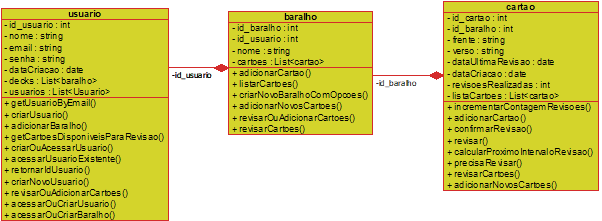 usuario
- id_usuario : int
- nome : string
- email : string
- senha : string
- dataCriacao : date
- decks : List<baralho>
- usuarios : List<Usuario>
+ getUsuarioByEmail()
+ criarUsuario()
+ adicionarBaralho()
+ getCartoesDisponiveisParaRevisao()
+ criarOuAcessarUsuario()
+ acessarUsuarioExistente()
+ retornarIdUsuario()
+ criarNovoUsuario()
+ revisarOuAdicionarCartoes()
+ acessarOuCriarUsuario()
+ acessarOuCriarBaralho()
-id_usuario
baralho
- id_baralho : int
- id_usuario : int
- nome : string
- cartoes : List<cartao>
+ adicionarCartao()
+ listarCartoes()
+ criarNovoBaralhoComOpcoes()
+ adicionarNovosCartoes()
+ revisarOuAdicionarCartoes()
+ revisarCartoes()
-id_baralho
cartao
- id_cartao : int
- id_baralho : int
- frente : string
- verso : string
- dataUltimaRevisao : date
- dataCriacao : date
- revisoesRealizadas : int
- listaCartoes : List<cartao>
+ incrementarContagemRevisoes()
+ adicionarCartao()
+ confirmarRevisao()
+ revisar()
+ calcularProximoIntervaloRevisao()
+ precisaRevisar()
+ revisarCartoes()
+ adicionarNovosCartoes()